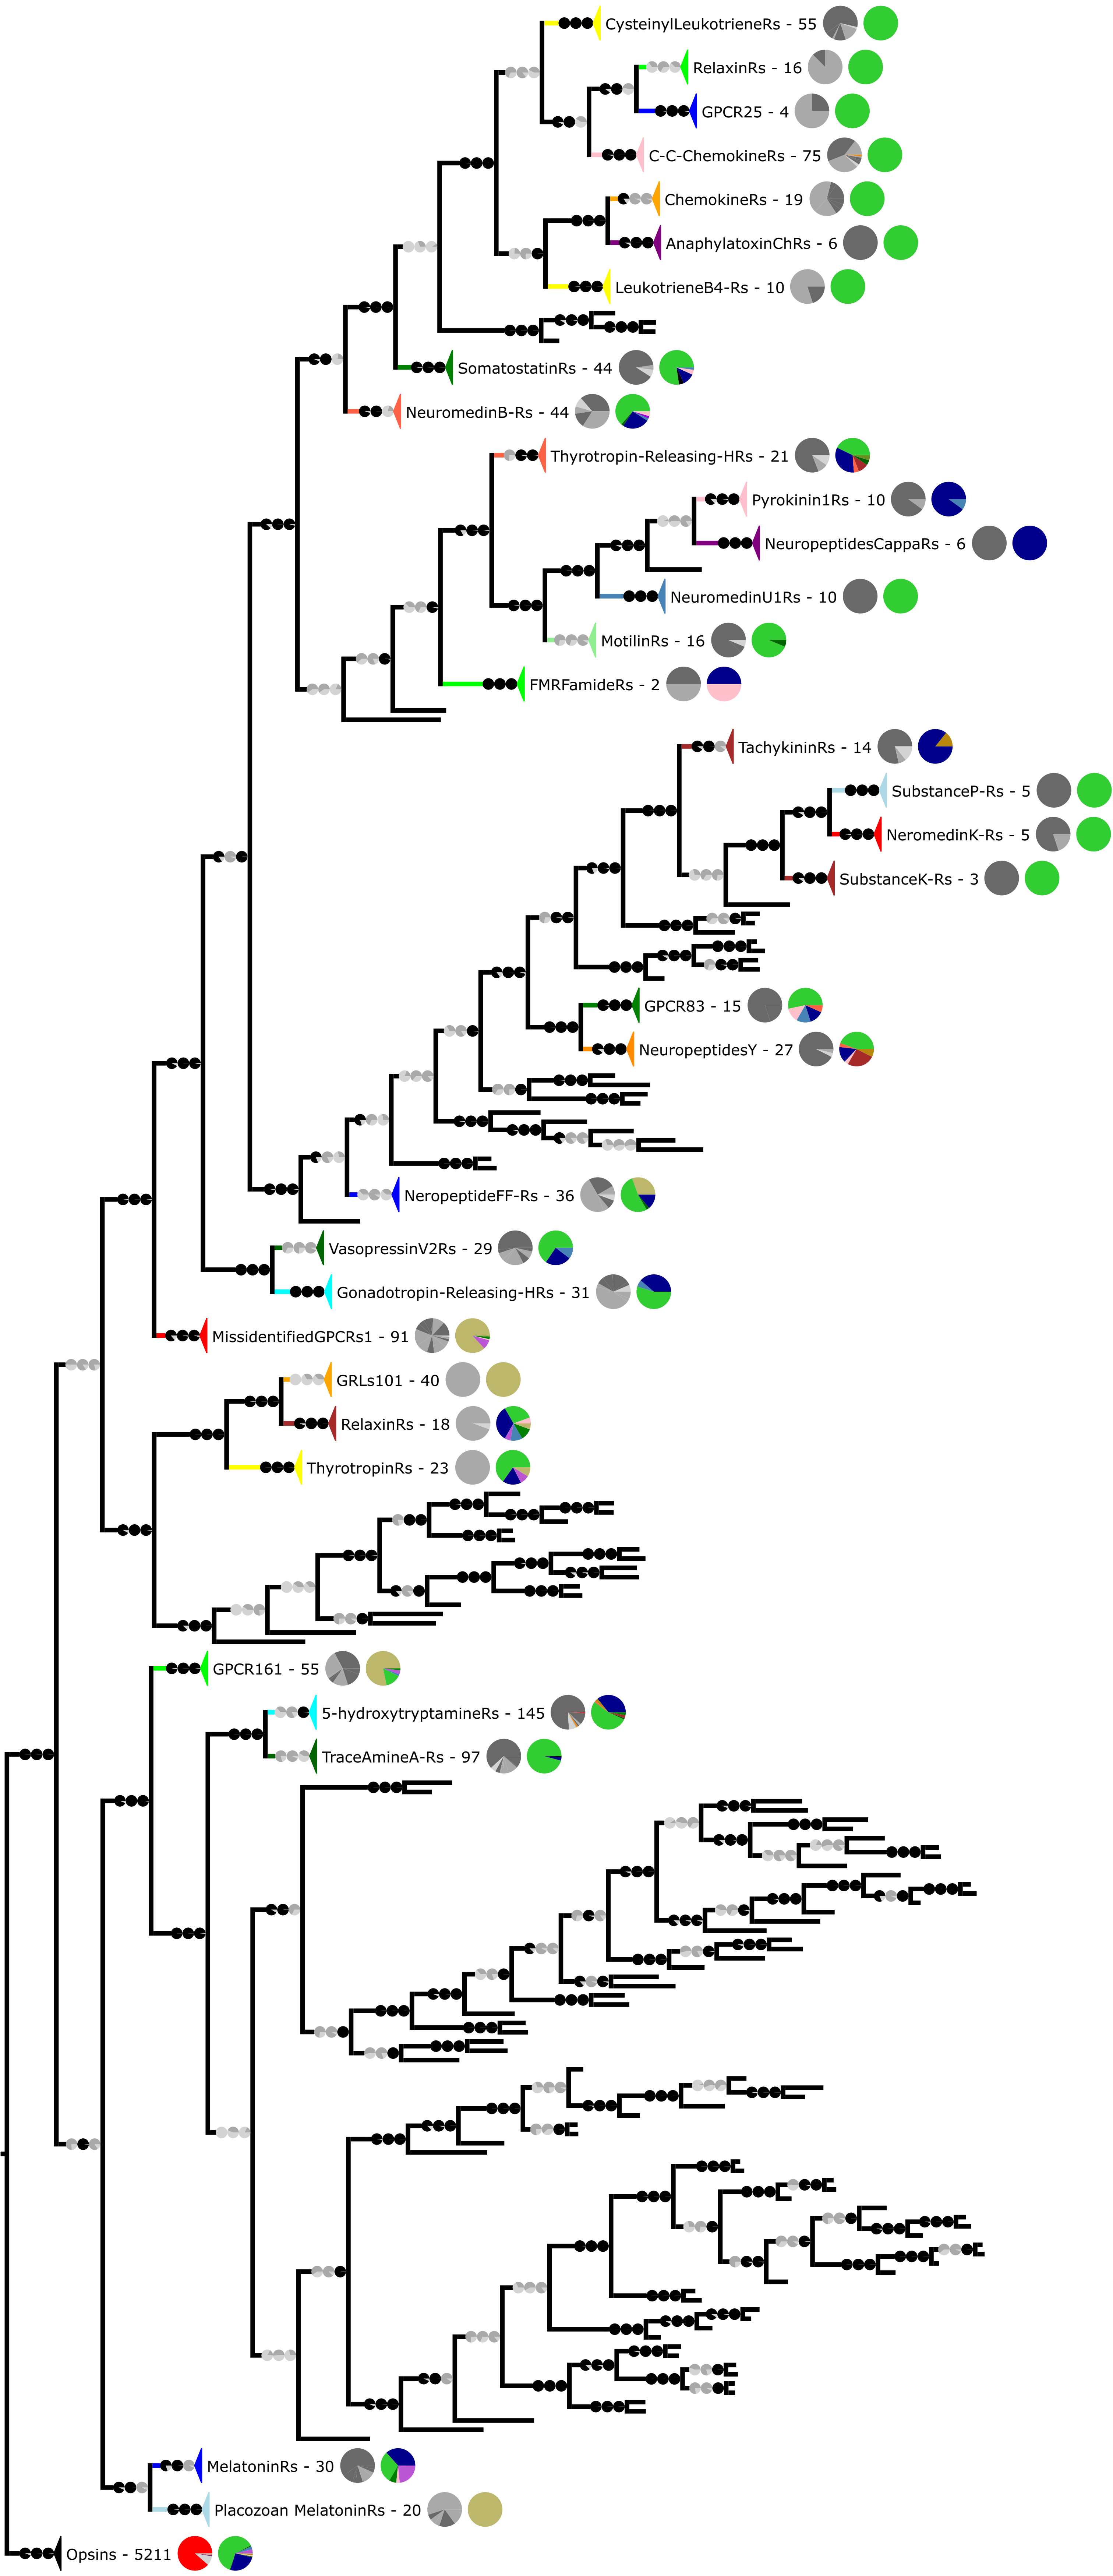 CysteinylLeukotrieneRs - 55
RelaxinRs - 16
GPCR25 - 4
C-C-ChemokineRs - 75
ChemokineRs - 19
AnaphylatoxinChRs - 6
LeukotrieneB4-Rs - 10
SomatostatinRs - 44
NeuromedinB-Rs - 44
Thyrotropin-Releasing-HRs - 21
Pyrokinin1Rs - 10
NeuropeptidesCappaRs - 6
NeuromedinU1Rs - 10
MotilinRs - 16
FMRFamideRs - 2
TachykininRs - 14
SubstanceP-Rs - 5
NeromedinK-Rs - 5
SubstanceK-Rs - 3
GPCR83 - 15
NeuropeptidesY - 27
NeropeptideFF-Rs - 36
VasopressinV2Rs - 29
Gonadotropin-Releasing-HRs - 31
MissidentifiedGPCRs1 - 91
GRLs101 - 40
RelaxinRs - 18
ThyrotropinRs - 23
GPCR161 - 55
5-hydroxytryptamineRs - 145
TraceAmineA-Rs - 97
MelatoninRs - 30
Placozoan MelatoninRs - 20
Opsins - 5211